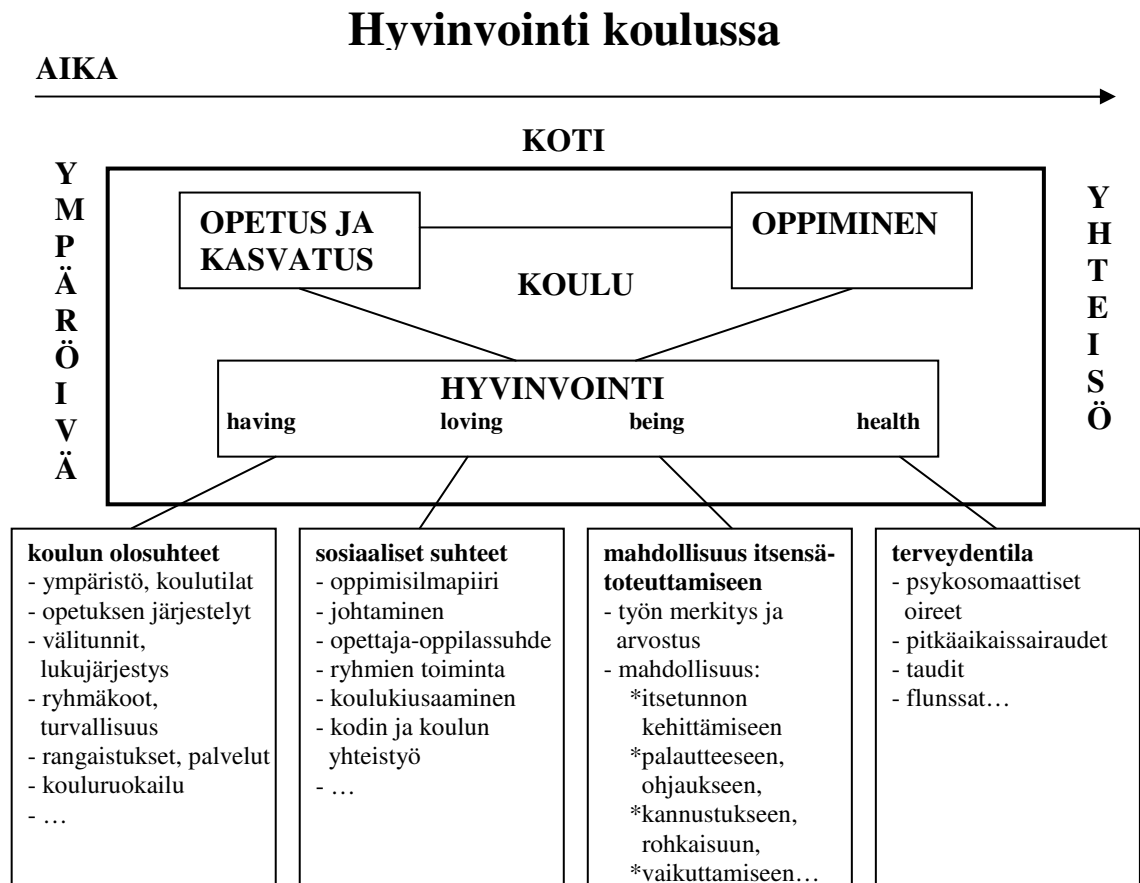 Hyvinvointi koulussa
AIKA
KOTI
YMPÄRÖIVÄ
YHTEISÖ
OPETUS JA
KASVATUS
OPPIMINEN
KOULU
HYVINVOINTI
having loving being health
koulun olosuhteet
- ympäristö, koulutilat
- opetuksen järjestelyt
- välitunnit,
lukujärjestys
- ryhmäkoot,
turvallisuus
- rangaistukset, palvelut
- kouluruokailu
- …
sosiaaliset suhteet
- oppimisilmapiiri
- johtaminen
- opettaja-oppilassuhde
- ryhmien toiminta
- koulukiusaaminen
- kodin ja koulun
yhteistyö
- …
mahdollisuus itsensä-
toteuttamiseen
- työn merkitys ja
arvostus
- mahdollisuus:
*itsetunnon
kehittämiseen
*palautteeseen,
ohjaukseen,
*kannustukseen,
rohkaisuun,
*vaikuttamiseen…
terveydentila
- psykosomaattiset
oireet
- pitkäaikaissairaudet
- taudit
- flunssat…